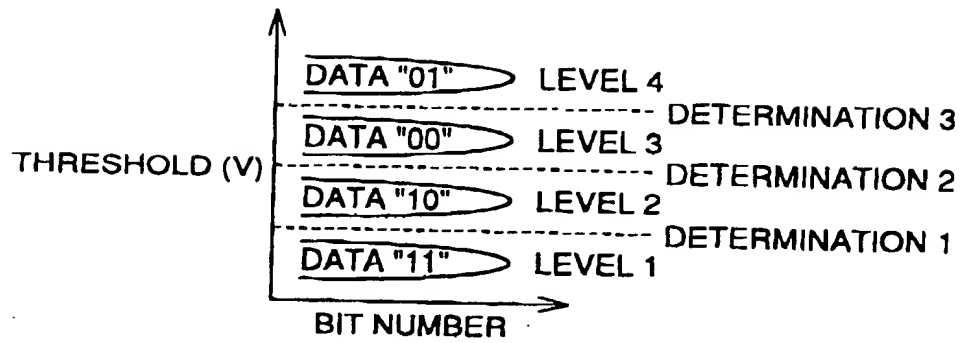 DATA "01" LEVEL 4
DETERMINATION 3
DATA "00" LEVEL 3
THRESHOLD (V)
DETERMINATION 2
DATA "10" LEVEL 2
DETERMINATION 1
DATA "11" LEVEL 1
BIT NUMBER